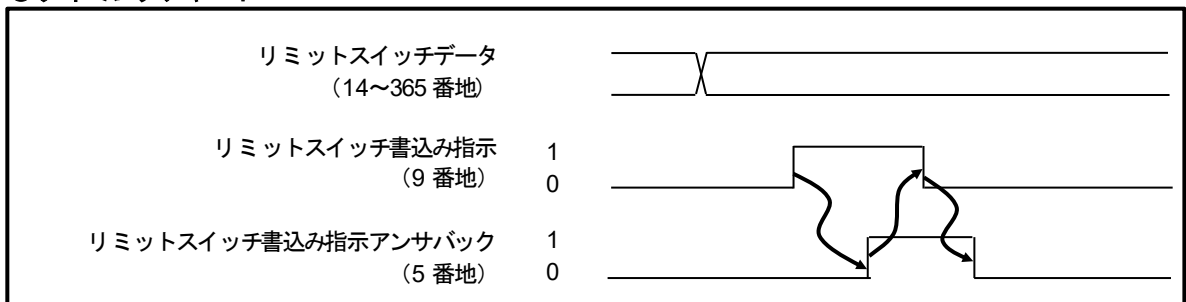 リミットスイッチデータ
（14～365 番地）
リミットスイッチ書込み指示 1
（9 番地） 0
リミットスイッチ書込み指示アンサバック 1
（5 番地） 0